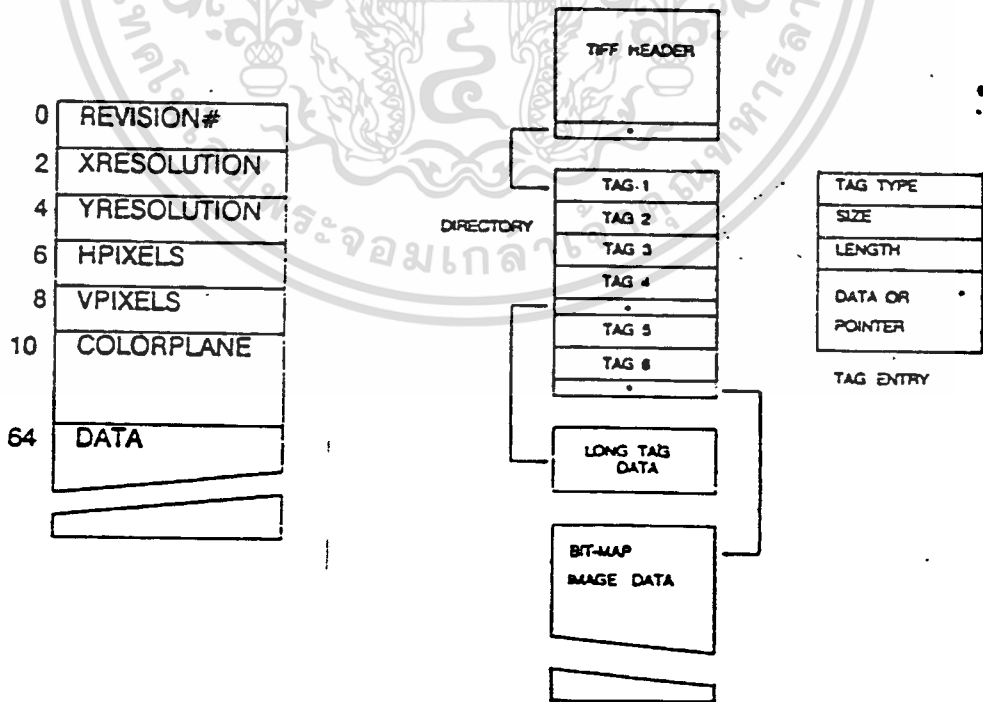 0 REVISION#
2 XRESOLUTION
4 YRESOLUTION
6 HPIXELS
8 VPIXELS
10 COLORPLANE
64 DATA
TIFF HEADER
DIRECTORY
TAG 1
TAG 2
TAG 3
TAG 4
TAG 5
TAG 6
LONG TAG
DATA
BIT-MAP
IMAGE DATA
TAG TYPE
SIZE
LENGTH
DATA OR
POINTER
TAG ENTRY